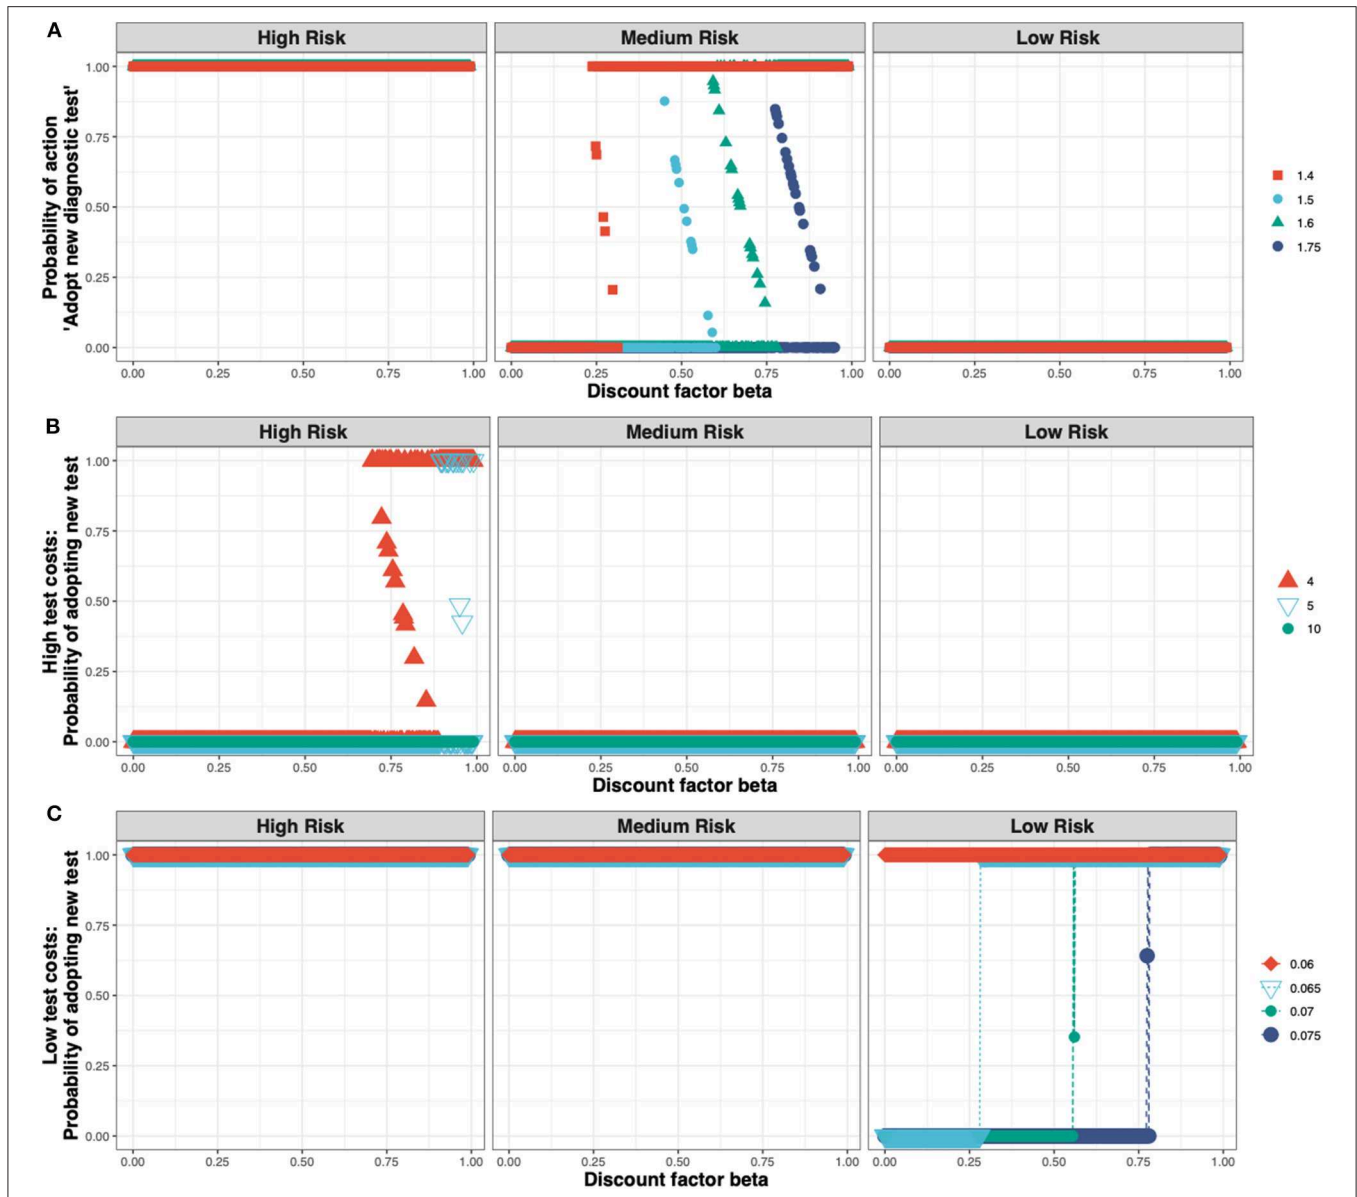 A
High Risk
Medium Risk
Low Risk
Probability of action
'Adopt new diagnostic test'
1.00
0.75
0.50
0.25
0.00
0.00 0.25 0.50 0.75 1.00
0.00 0.25 0.50 0.75 1.00
0.00 0.25 0.50 0.75 1.00
Discount factor beta
1.4
1.5
1.6
1.75
B
High Risk
Medium Risk
Low Risk
High test costs:
Probability of adopting new test
1.00
0.75
0.50
0.25
0.00
0.00 0.25 0.50 0.75 1.00
0.00 0.25 0.50 0.75 1.00
0.00 0.25 0.50 0.75 1.00
Discount factor beta
4
5
10
C
High Risk
Medium Risk
Low Risk
Low test costs:
Probability of adopting new test
1.00
0.75
0.50
0.25
0.00
0.00 0.25 0.50 0.75 1.00
0.00 0.25 0.50 0.75 1.00
0.00 0.25 0.50 0.75 1.00
Discount factor beta
0.06
0.065
0.07
0.075